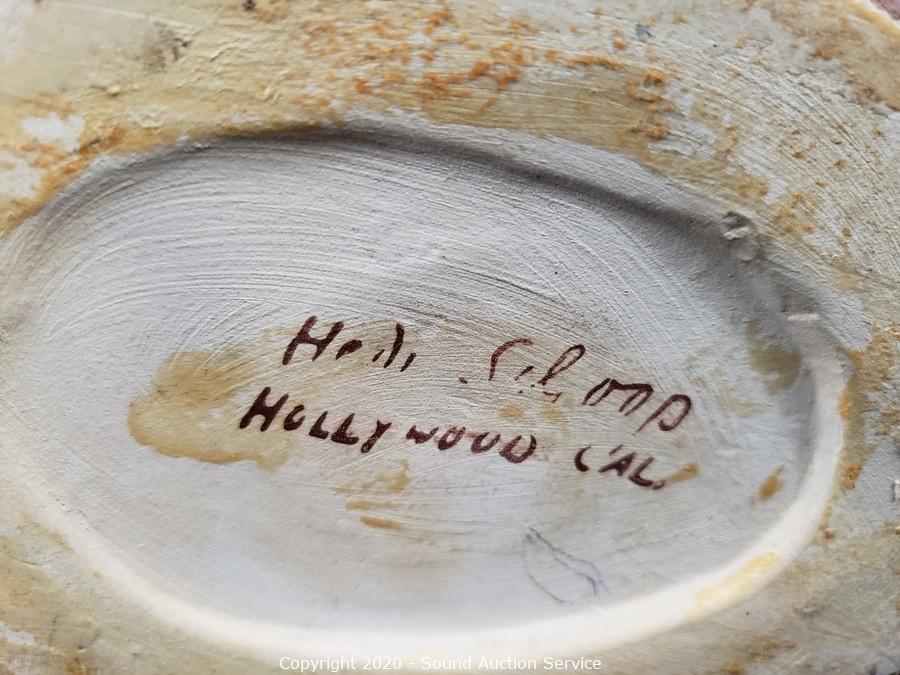 Hedi Schoop
HOLLYWOOD CAL.
Copyright 2020 - Sound Auction Service